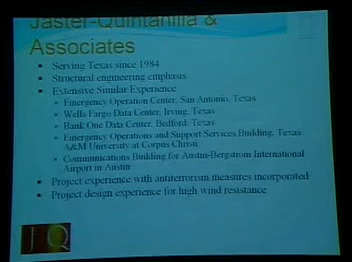 Jaster-Quintanilla &
Associates
• Serving Texas since 1984
• Structural engineering emphasis
• Extensive Similar Experience
• Emergency Operation Center, San Antonio, Texas
• Wells Fargo Data Center, Irving, Texas
• Bank One Data Center, Bedford, Texas
• Emergency Operations and Support Services Building, Texas
A&M University at Corpus Christi
• Communications Building for Austin-Bergstrom International
Airport in Austin
• Project experience with antiterrorism measures incorporated
• Project design experience for high wind resistance
J Q